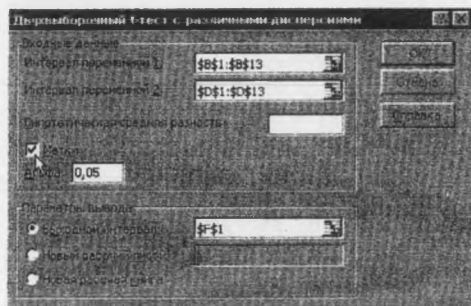 Двухвыборочный t-тест с различными дисперсиями
Входные данные
Интервал переменной 1:
$B$1:$B$13
Интервал переменной 2:
$D$1:$D$13
Гипотетическая средняя разность:
Метки
Альфа:
0,05
OK
Отмена
Справка
Параметры вывода
Выходной интервал:
$F$1
Новый рабочий лист:
Новая рабочая книга